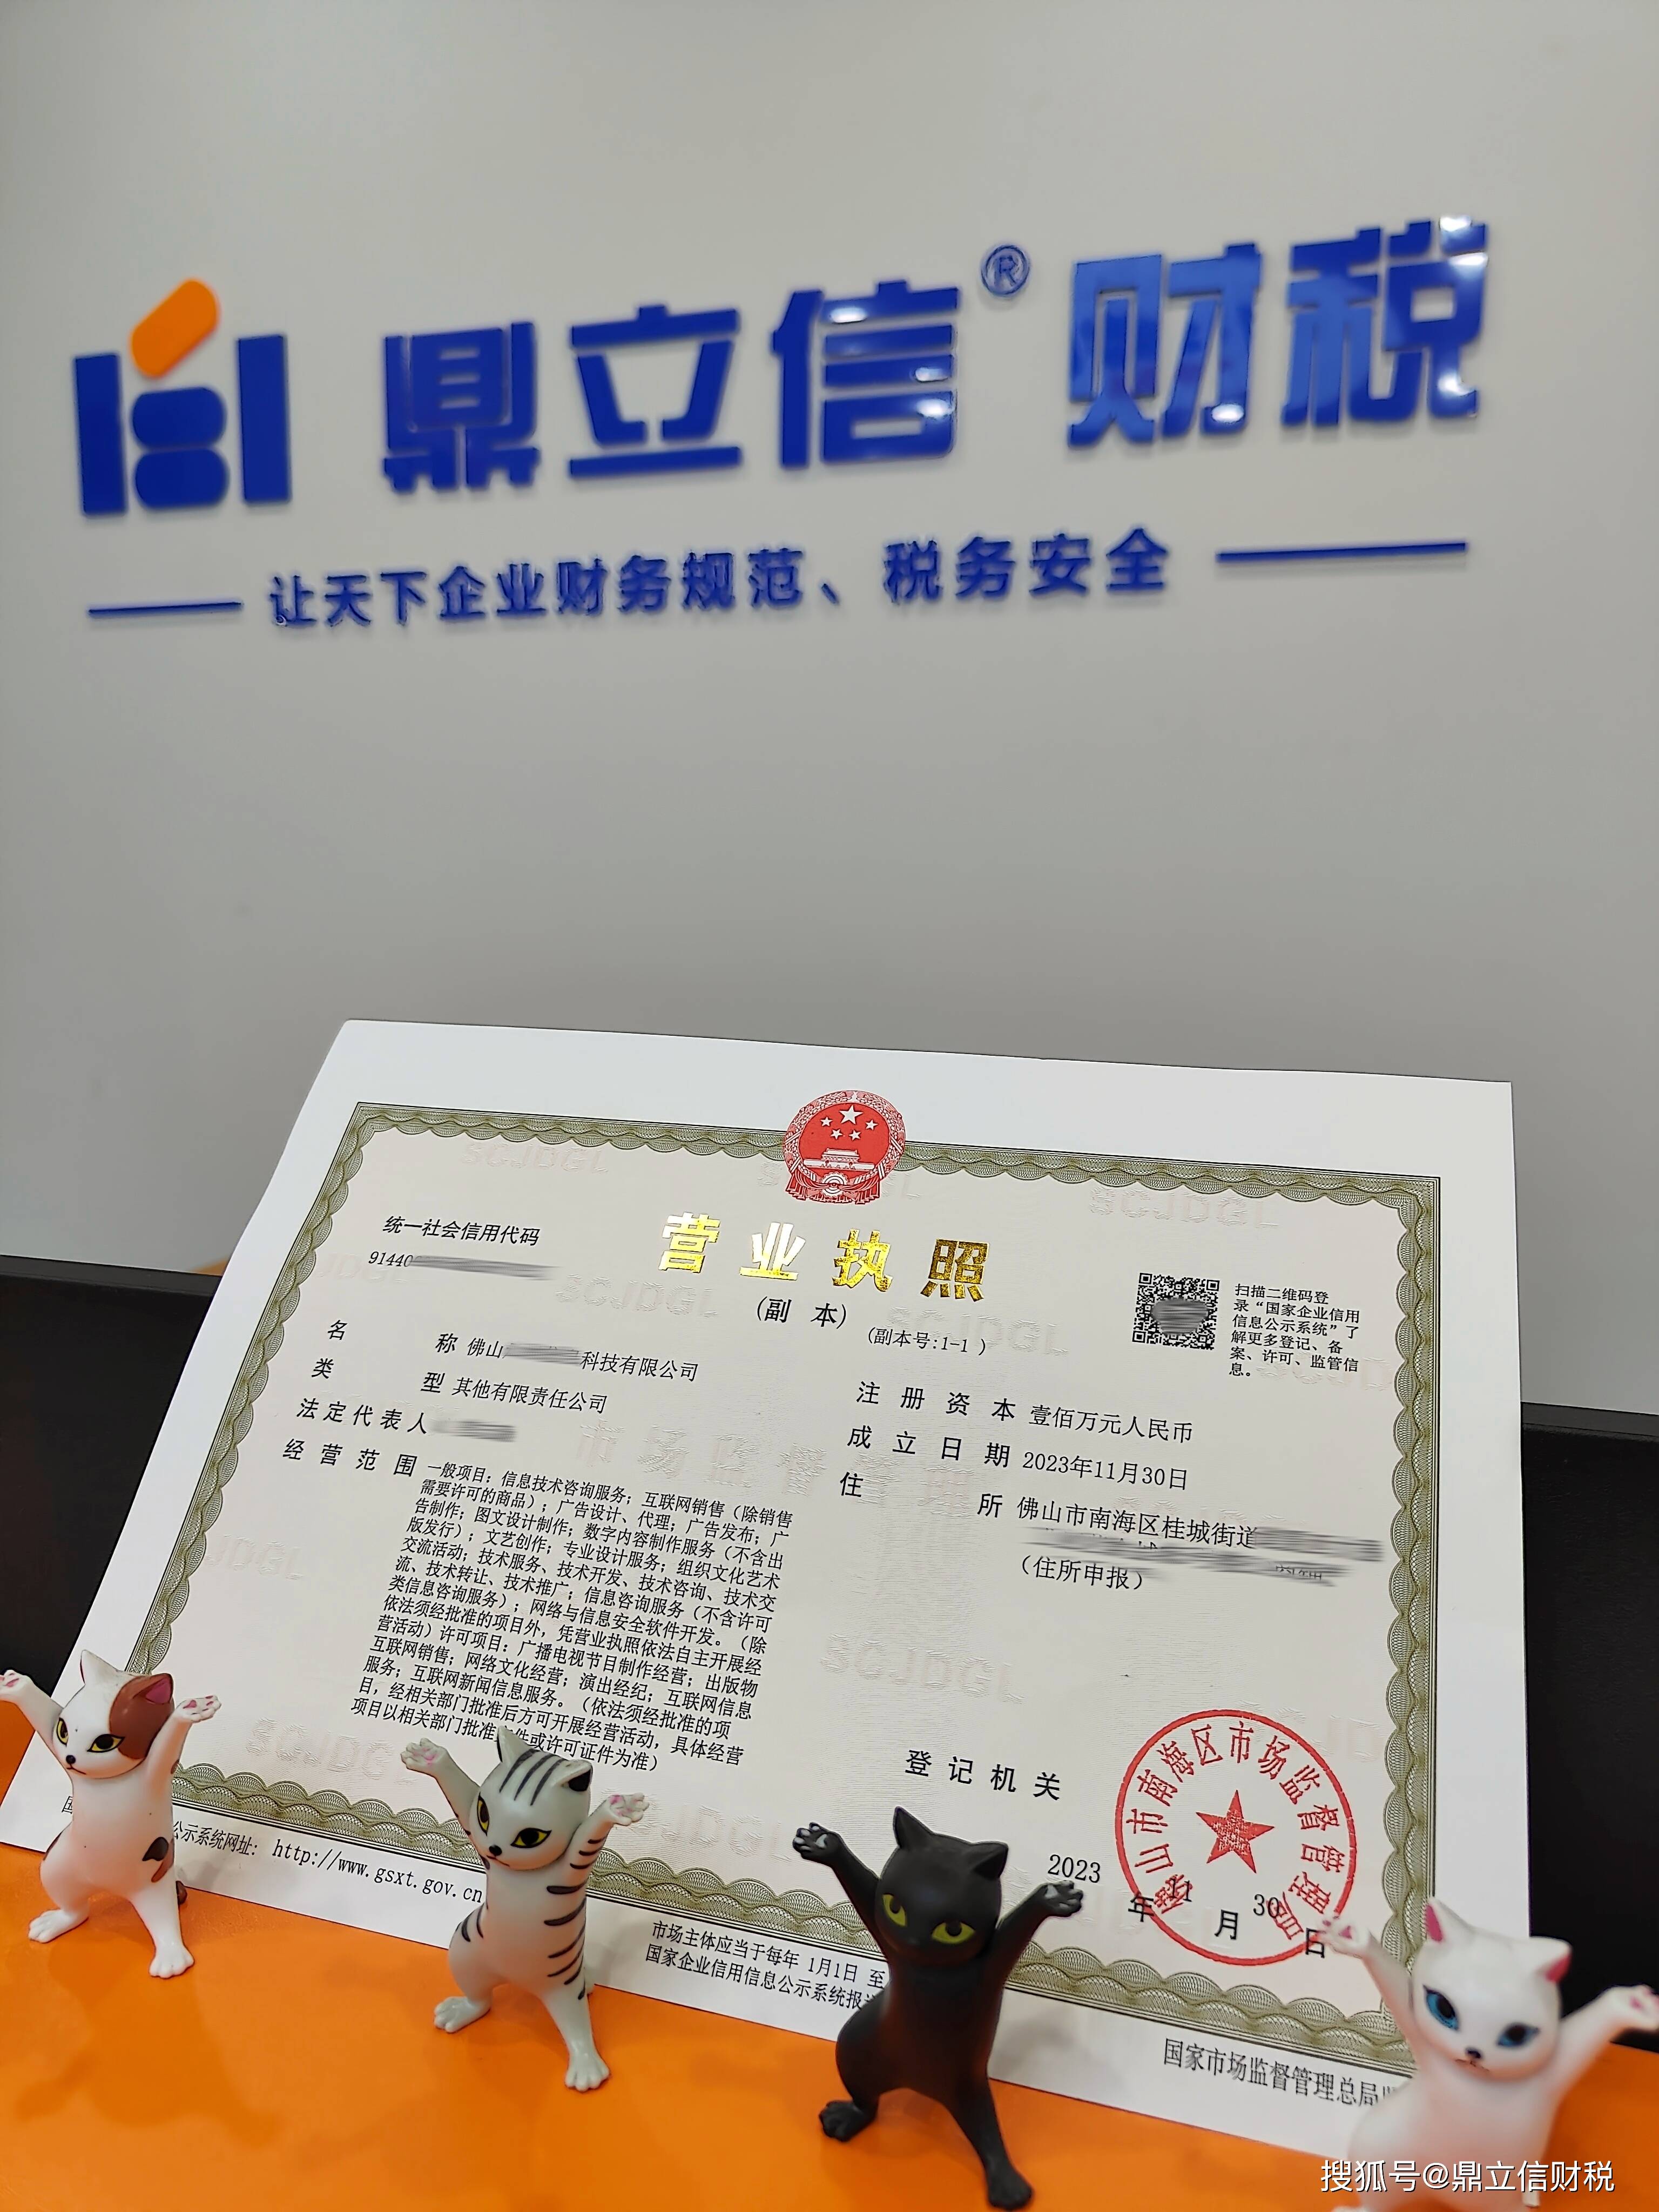 鼎立信®财税
让天下企业财务规范、税务安全
统一社会信用代码
91440
营业执照
(副 本)
(副本号:1-1 )
扫描二维码登
录“国家企业信用
信息公示系统”了
解更多登记、备
案、许可、监管信
息。
名 称 佛山 科技有限公司
类 型 其他有限责任公司
法定代表人
经营范围 一般项目：信息技术咨询服务；互联网销售（除销售
需要许可的商品）；广告设计、代理；广告发布；广
告制作；图文设计制作；数字内容制作服务（不含出
版发行）；文艺创作；专业设计服务；组织文化艺术
交流活动；技术服务、技术开发、技术咨询、技术交
流、技术转让、技术推广；信息咨询服务（不含许可
类信息咨询服务）；网络与信息安全软件开发。（除
依法须经批准的项目外，凭营业执照依法自主开展经
营活动）许可项目：广播电视节目制作经营；出版物
互联网销售；网络文化经营；演出经纪；互联网信息
服务；互联网新闻信息服务。（依法须经批准的项
目，经相关部门批准后方可开展经营活动，具体经营
项目以相关部门批准文件或许可证件为准）
注册资本 壹佰万元人民币
成立日期 2023年11月30日
住 所 佛山市南海区桂城街道
（住所申报）
登记机关
佛山市南海区市场监督管理局
2023 年 11 月 30 日
公示系统网址： http://www.gsxt.gov.cn
市场主体应当于每年 1月1日 至
国家企业信用信息公示系统报
国家市场监督管理总局
SCJDGL
市场监督管理
搜狐号@鼎立信财税